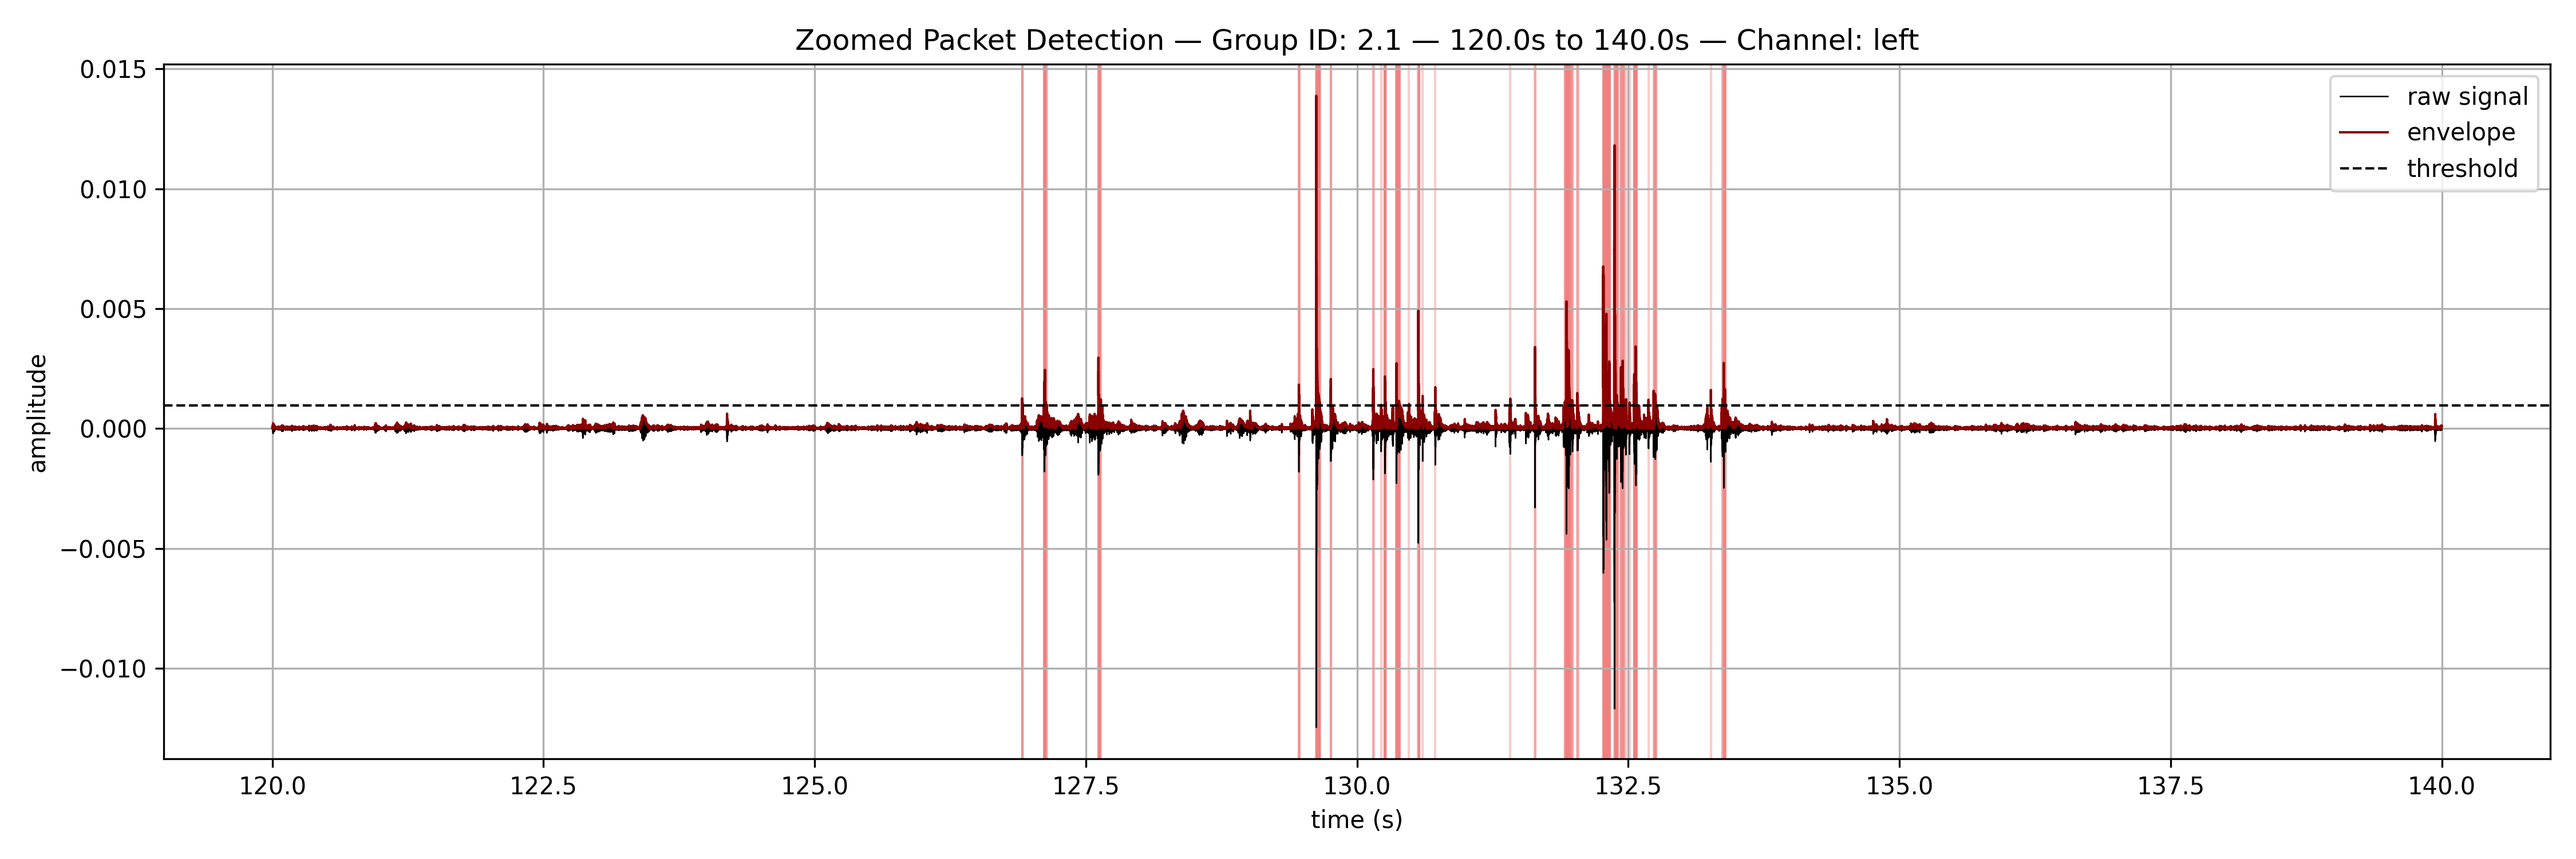 Zoomed Packet Detection — Group ID: 2.1 — 120.0s to 140.0s — Channel: left
0.015
0.010
0.005
0.000
−0.005
−0.010
amplitude
raw signal
envelope
threshold
120.0 122.5 125.0 127.5 130.0 132.5 135.0 137.5 140.0
time (s)